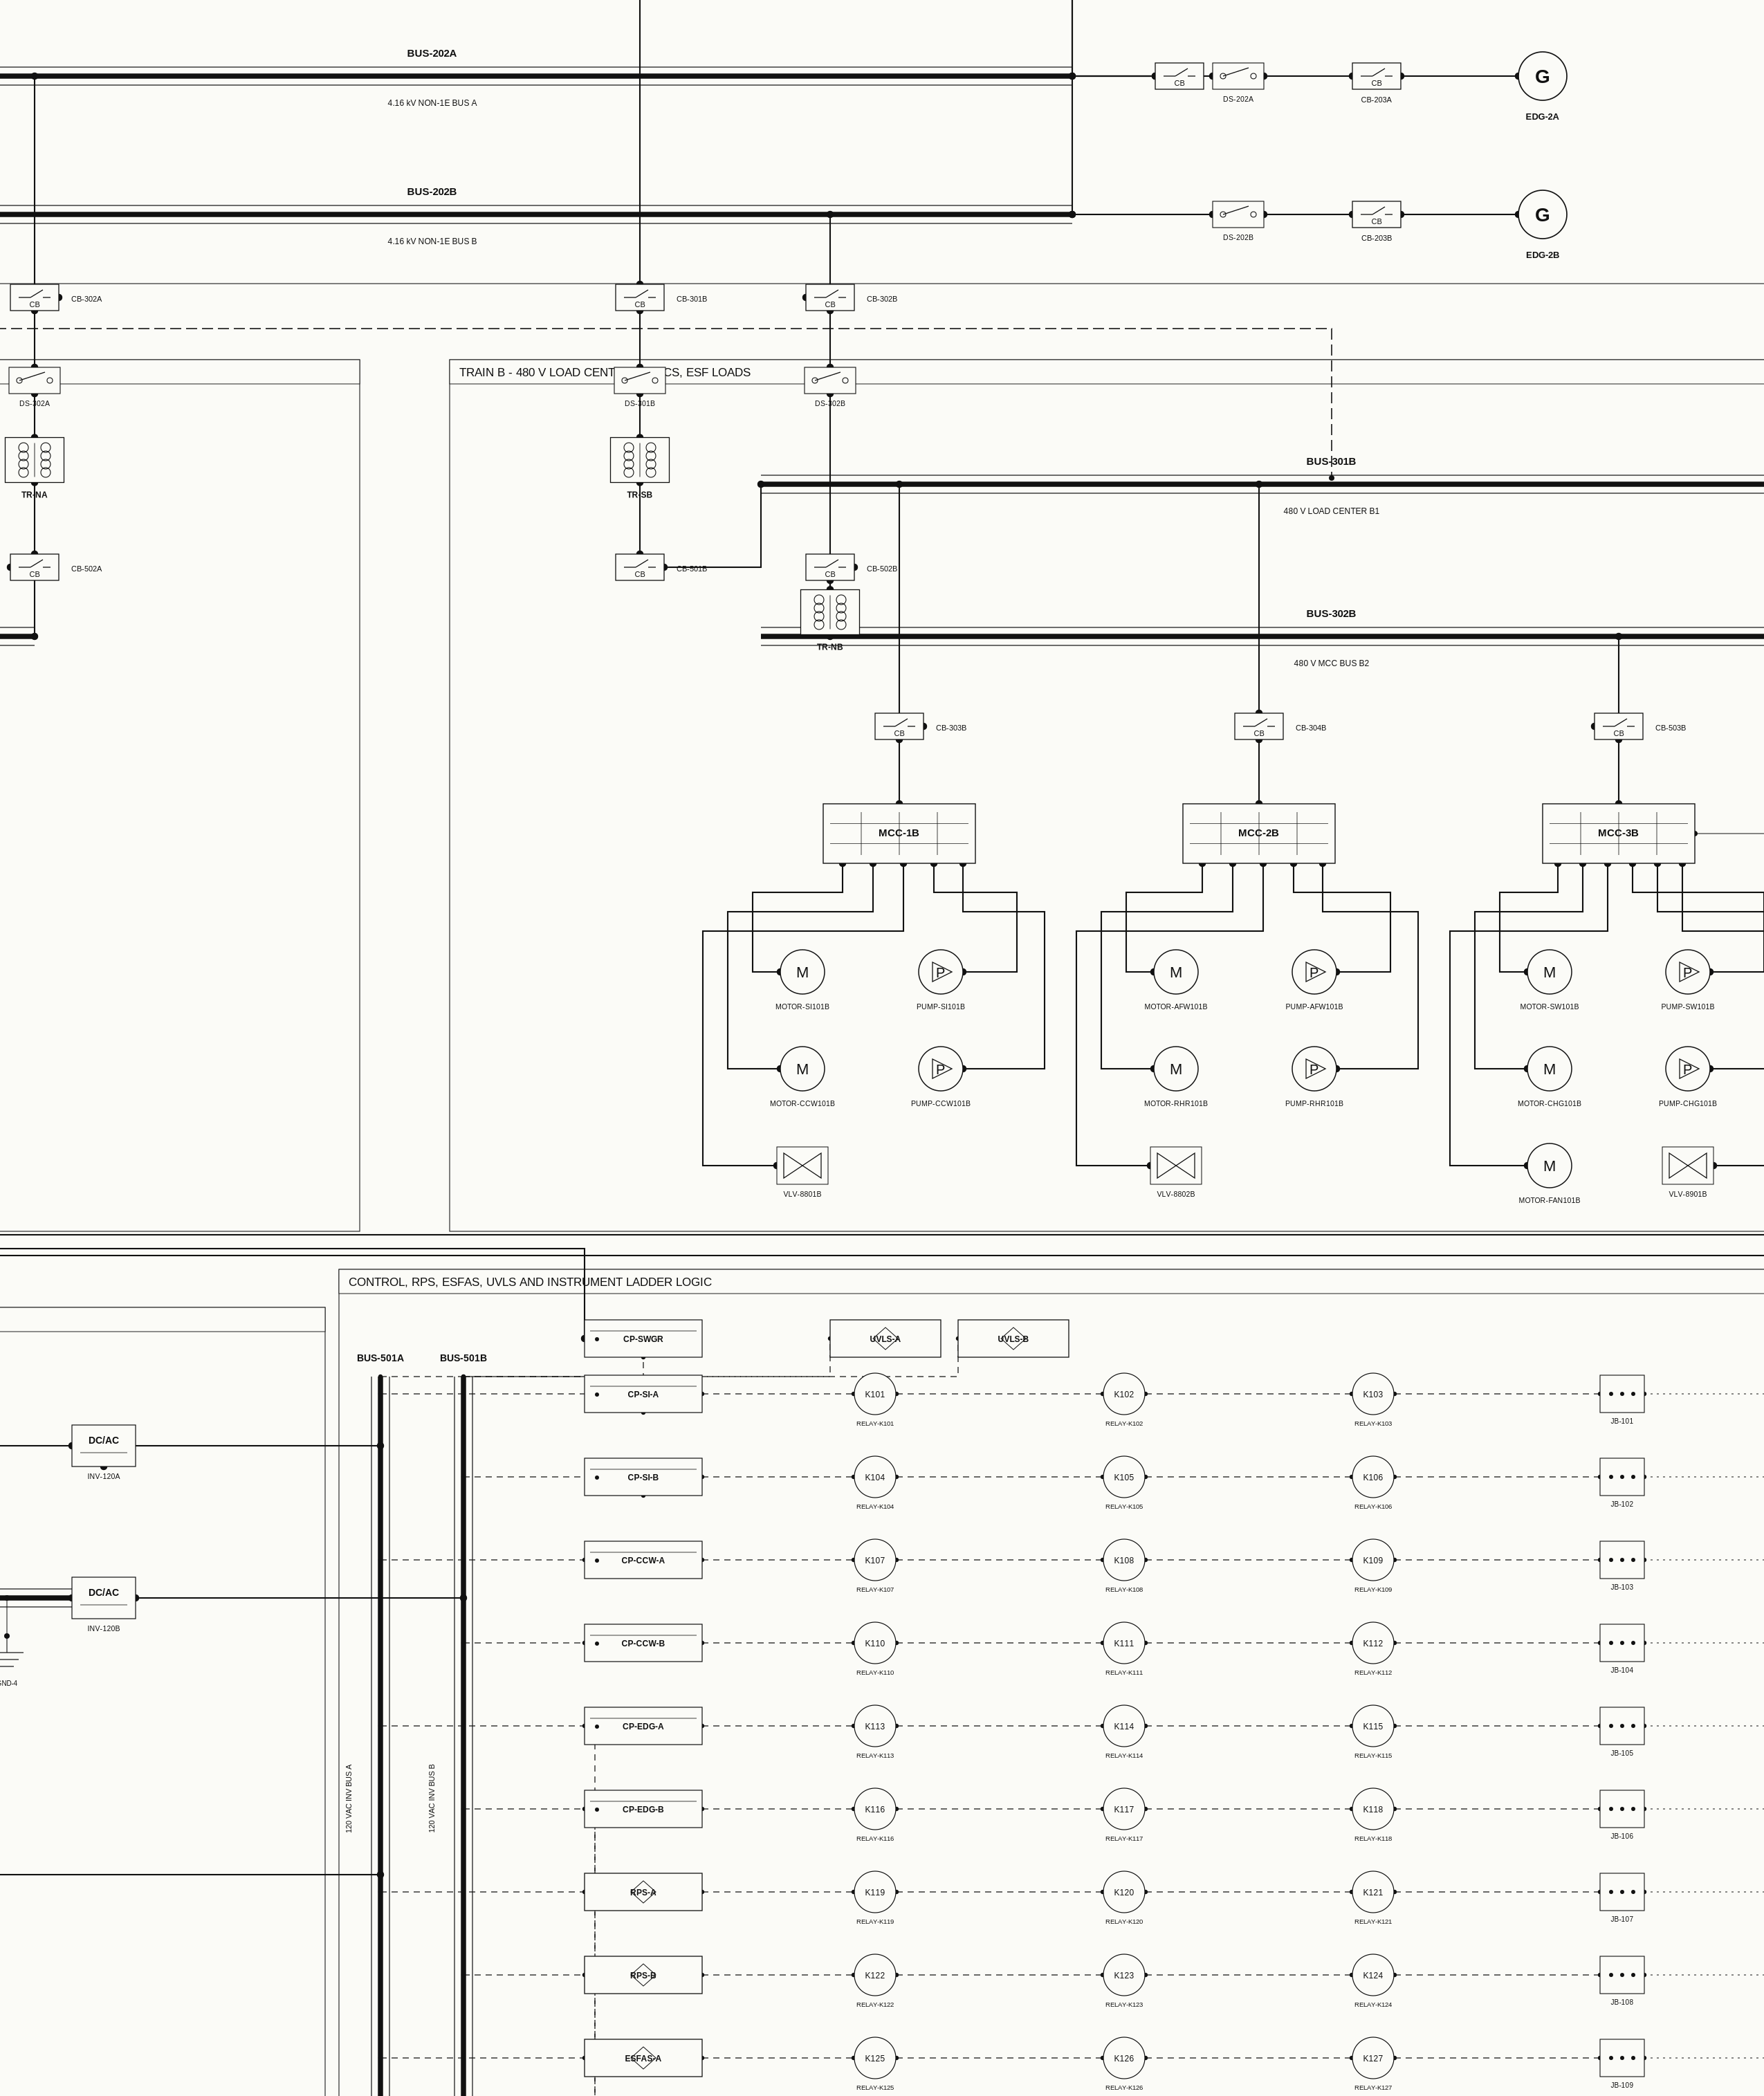 BUS-202A
4.16 kV NON-1E BUS A
CB
DS-202A
CB
CB-203A
G
EDG-2A
BUS-202B
4.16 kV NON-1E BUS B
DS-202B
CB
CB-203B
G
EDG-2B
CB
CB-302A
CB
CB-301B
CB
CB-302B
TRAIN B - 480 V LOAD CENT CS, ESF LOADS
DS-302A
DS-301B
DS-302B
BUS-301B
480 V LOAD CENTER B1
TR-NA
TR-SB
CB
CB-502A
CB
CB-501B
CB
CB-502B
BUS-302B
TR-NB
480 V MCC BUS B2
CB
CB-303B
CB
CB-304B
CB
CB-503B
MCC-1B
MCC-2B
MCC-3B
M
P
M
P
M
P
MOTOR-SI101B
PUMP-SI101B
MOTOR-AFW101B
PUMP-AFW101B
MOTOR-SW101B
PUMP-SW101B
M
P
M
P
M
P
MOTOR-CCW101B
PUMP-CCW101B
MOTOR-RHR101B
PUMP-RHR101B
MOTOR-CHG101B
PUMP-CHG101B
M
VLV-8801B
VLV-8802B
MOTOR-FAN101B
VLV-8901B
CONTROL, RPS, ESFAS, UVLS AND INSTRUMENT LADDER LOGIC
CP-SWGR
UVLS-A
UVLS-B
BUS-501A
BUS-501B
CP-SI-A
K101
K102
K103
RELAY-K101
RELAY-K102
RELAY-K103
JB-101
DC/AC
INV-120A
CP-SI-B
K104
K105
K106
RELAY-K104
RELAY-K105
RELAY-K106
JB-102
CP-CCW-A
K107
K108
K109
RELAY-K107
RELAY-K108
RELAY-K109
JB-103
DC/AC
INV-120B
CP-CCW-B
K110
K111
K112
RELAY-K110
RELAY-K111
RELAY-K112
JB-104
GND-4
CP-EDG-A
K113
K114
K115
RELAY-K113
RELAY-K114
RELAY-K115
JB-105
120 VAC INV BUS A
120 VAC INV BUS B
CP-EDG-B
K116
K117
K118
RELAY-K116
RELAY-K117
RELAY-K118
JB-106
RPS-A
K119
K120
K121
RELAY-K119
RELAY-K120
RELAY-K121
JB-107
RPS-B
K122
K123
K124
RELAY-K122
RELAY-K123
RELAY-K124
JB-108
ESFAS-A
K125
K126
K127
RELAY-K125
RELAY-K126
RELAY-K127
JB-109